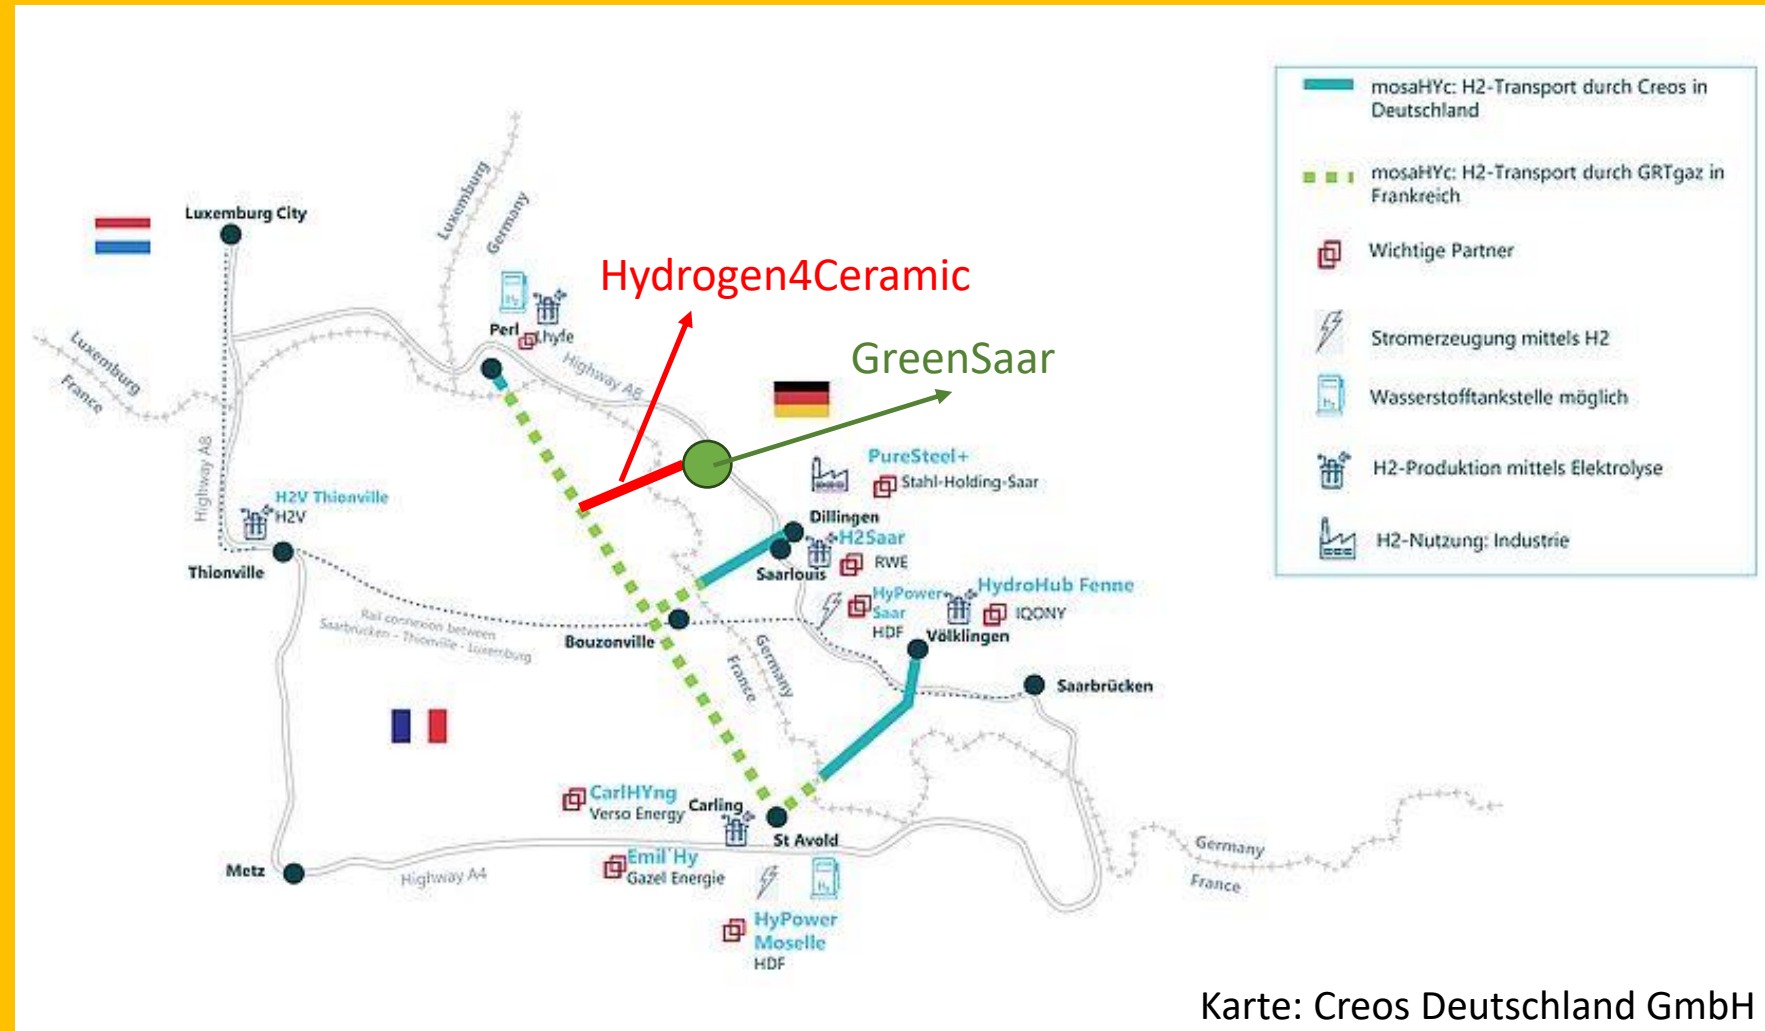 mosaHYc: H2-Transport durch Creos in
Deutschland
mosaHYc: H2-Transport durch GRTgaz in
Frankreich
Wichtige Partner
Stromerzeugung mittels H2
Wasserstofftankstelle möglich
H2-Produktion mittels Elektrolyse
H2-Nutzung: Industrie
Luxemburg City
Luxemburg
Germany
Hydrogen4Ceramic
Perl
Lhyfe
Highway A8
GreenSaar
Luxemburg
France
Highway A8
PureSteel+
Stahl-Holding-Saar
H2V Thionville
H2V
Thionville
Dillingen
H2Saar
RWE
Saarlouis
HyPower
Saar
HDF
HydroHub Fenne
IQONY
Völklingen
Rail connexion between
Saarbrücken - Thionville - Luxemburg
Bouzonville
Germany
France
Saarbrücken
CarlHYng
Verso Energy
Carling
St Avold
Emil'Hy
Gazel Energie
Metz
Highway A4
HyPower
Moselle
HDF
Germany
France
Karte: Creos Deutschland GmbH